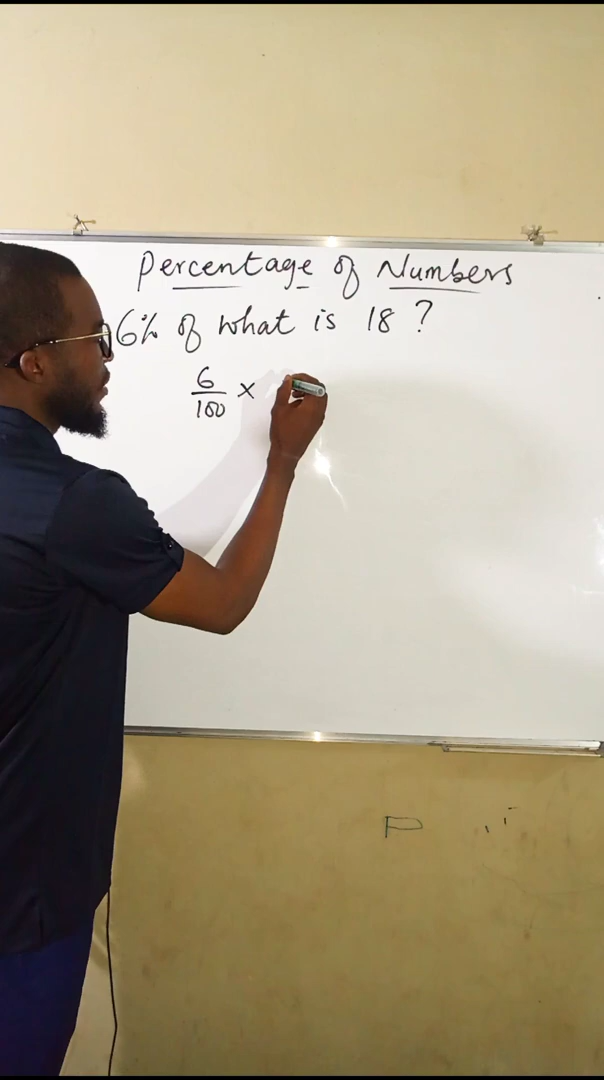 Percentage of Numbers
6% of what is 18 ?
6/100 ×
P